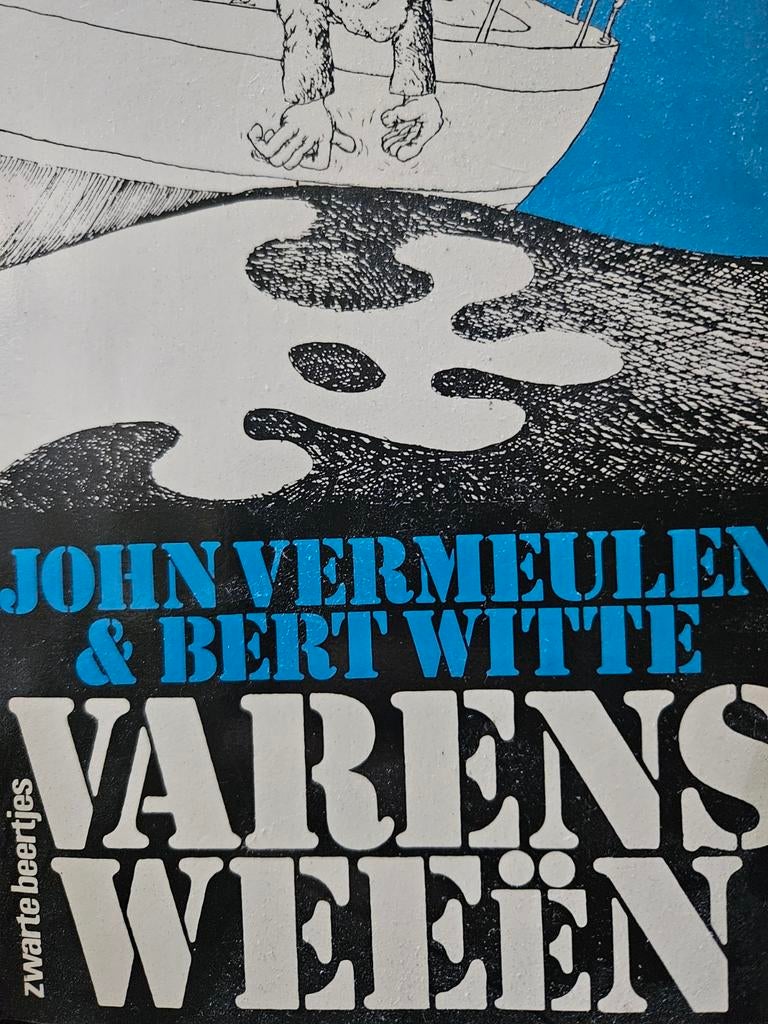 JOHN VERMEULEN
& BERT WITTE
VARENS
WEEËN
zwarte beertjes